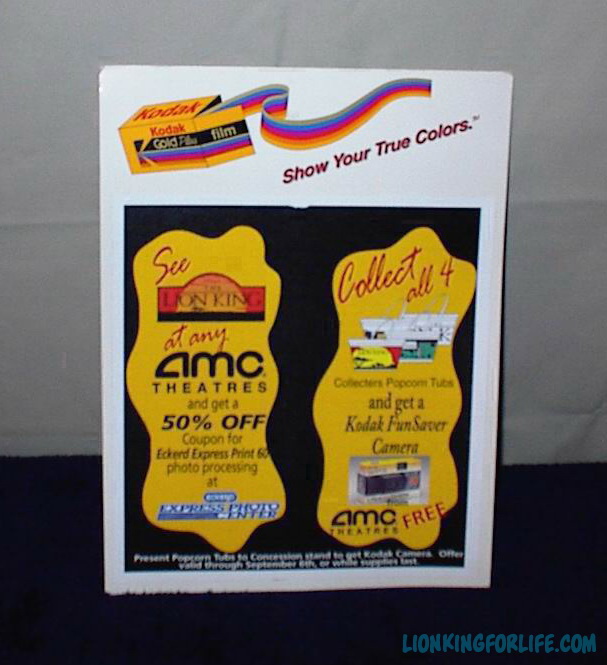 Kodak
Kodak
Gold
film
Show Your True Colors.™
See
THE
LION KING
at any
amc
THEATRES
and get a
50% OFF
Coupon for
Eckerd Express Print 60
photo processing
at
ECKERD
EXPRESS PHOTO
CENTER
Collect
all 4
Collecters Popcorn Tubs
and get a
Kodak FunSaver
Camera
amc FREE
THEATRES
Present Popcorn Tubs to Concession stand to get Kodak Camera. Offer
valid through September 6th, or while supplies last.
LIONKINGFORLIFE.COM